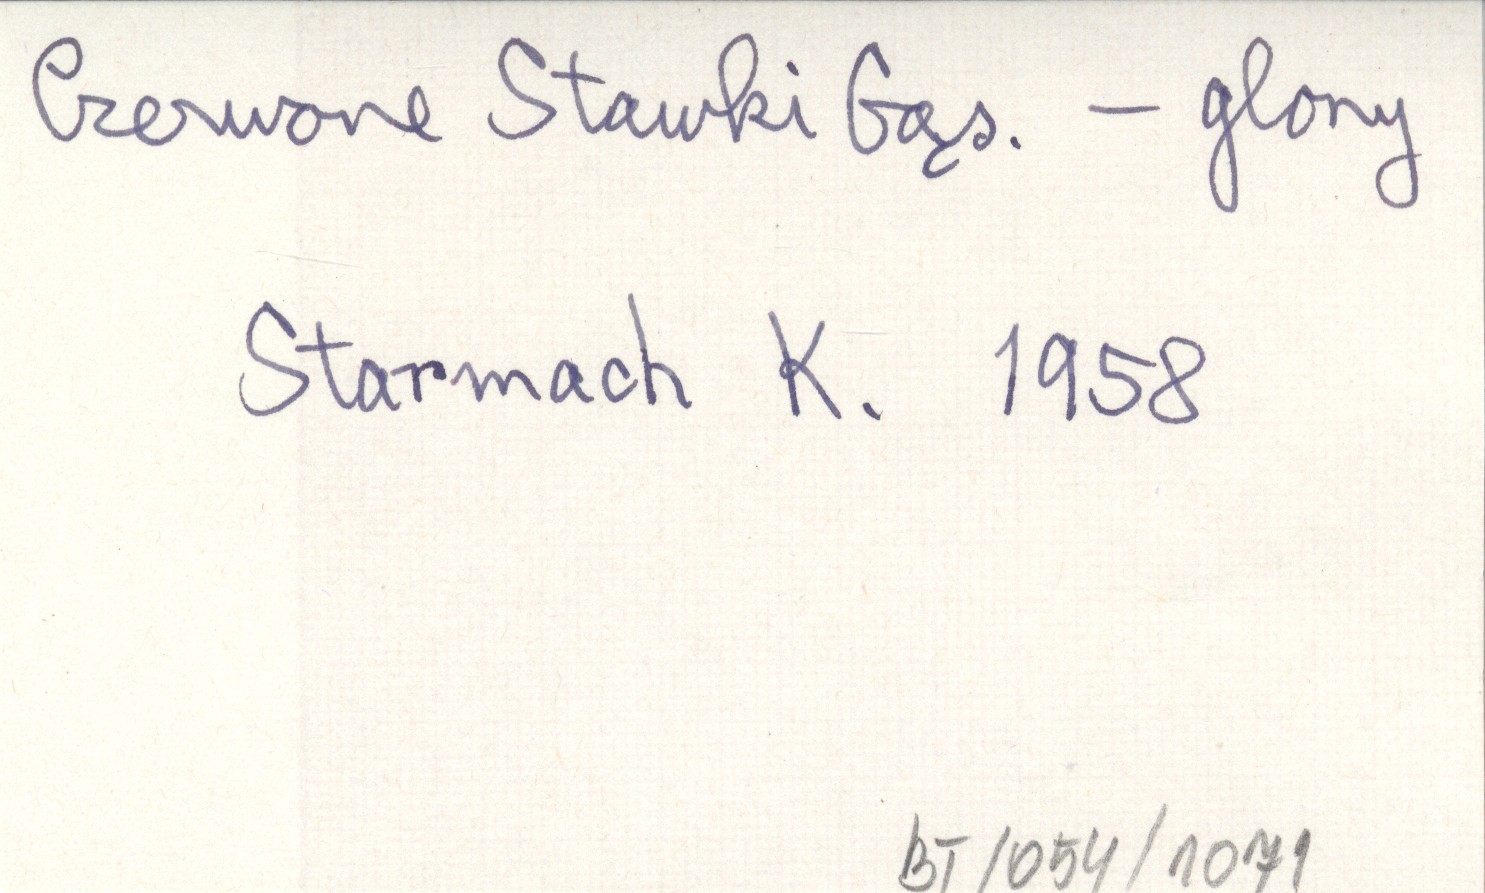 Czerwone Stawki Gąs. – glony
Starmach K. 1958
BT/054/1071